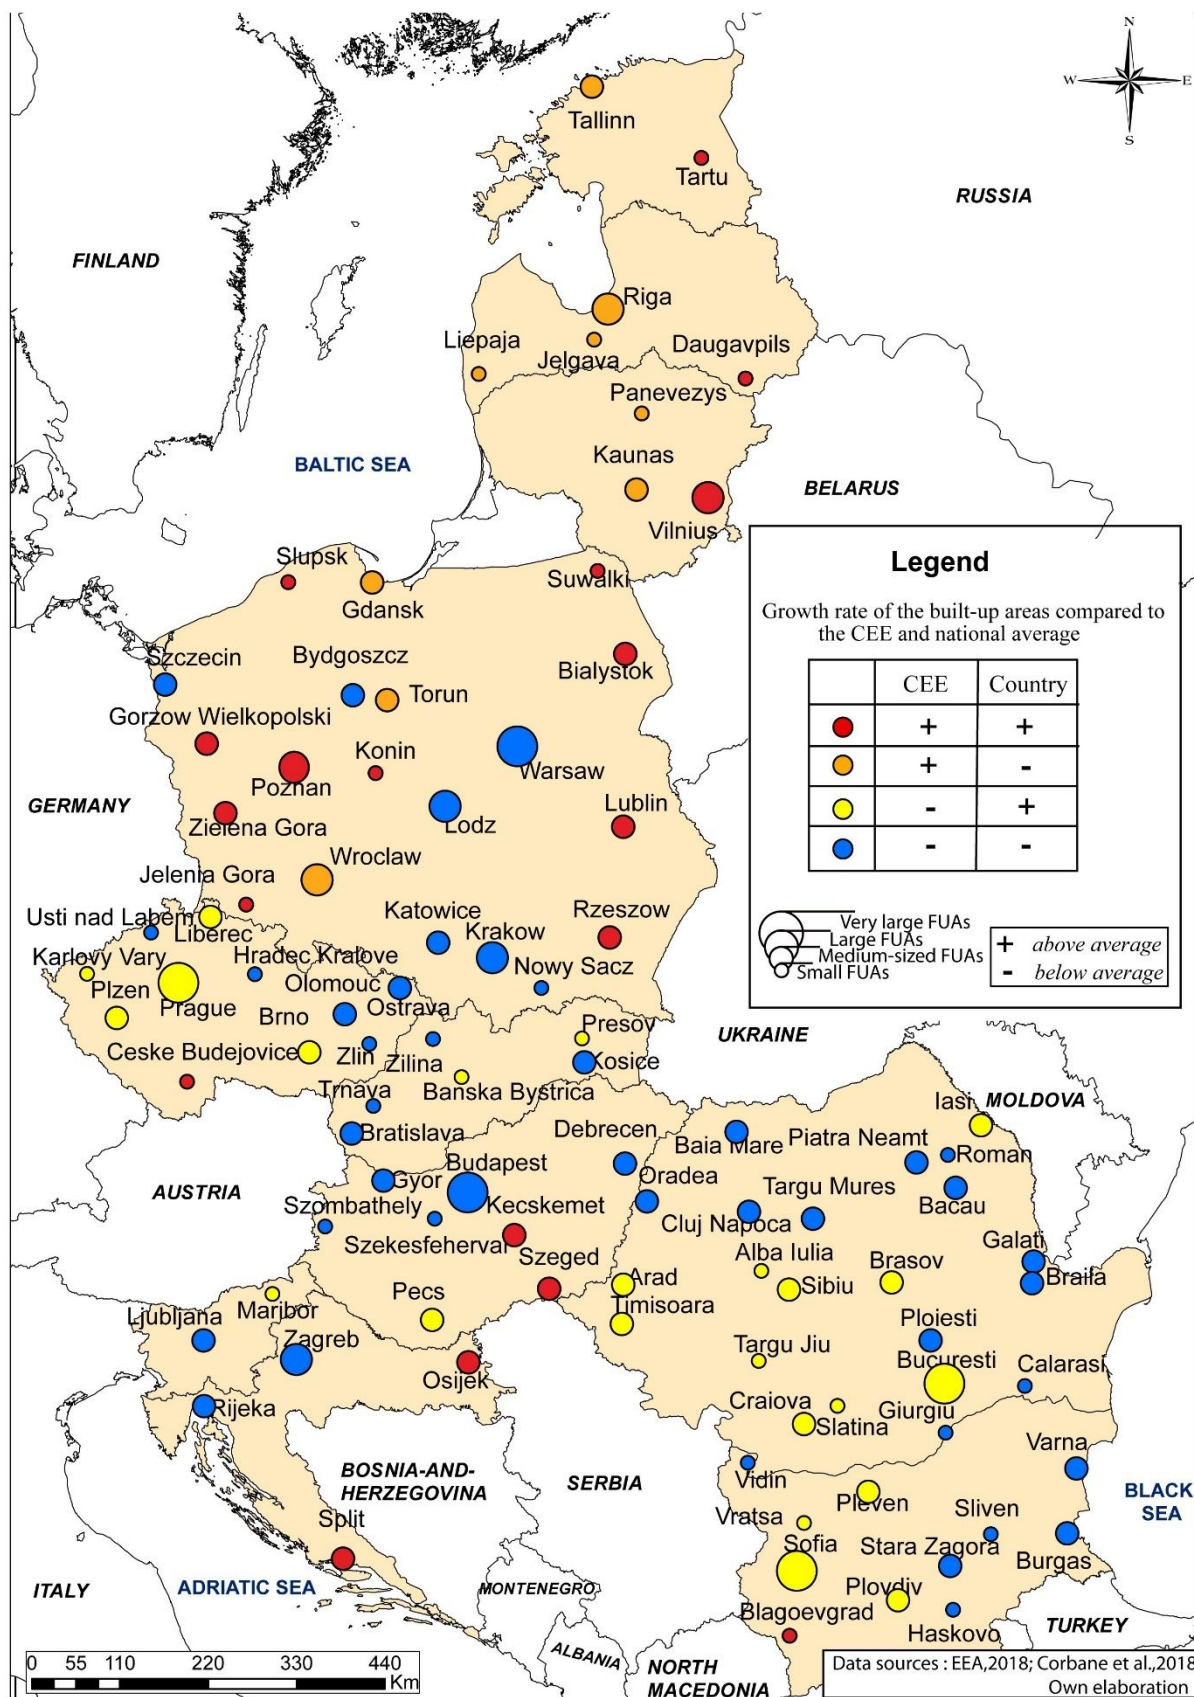 N
W
E
S
Tallinn
Tartu
RUSSIA
FINLAND
Riga
Liepaja
Jelgava
Daugavpils
Panevezys
BALTIC SEA
Kaunas
BELARUS
Vilnius
Slupsk
Suwalki
Gdansk
Szczecin
Bydgoszcz
Bialystok
Torun
Gorzow Wielkopolski
Konin
Warsaw
Poznan
GERMANY
Lublin
Zielena Gora
Lodz
Wroclaw
Jelenia Gora
Usti nad Labem
Liberec
Katowice
Krakow
Rzeszow
Karlovy Vary
Hradec Kralove
Nowy Sacz
Plzen
Prague
Olomouc
Ostrava
Brno
Presov
UKRAINE
Ceske Budejovice
Zlin
Zilina
Kosice
Trnava
Banska Bystrica
Iasi
MOLDOVA
Bratislava
Debrecen
Baia Mare
Piatra Neamt
Roman
AUSTRIA
Budapest
Gyor
Oradea
Targu Mures
Bacau
Szombathely
Kecskemet
Cluj Napoca
Szekesfehervar
Szeged
Alba Iulia
Brasov
Galati
Braila
Arad
Sibiu
Maribor
Pecs
Timisoara
Ljubljana
Zagreb
Ploiesti
Targu Jiu
Bucuresti
Calarasi
Osijek
Craiova
Slatina
Giurgiu
Rijeka
Varna
BOSNIA-AND-
HERZEGOVINA
SERBIA
Vidin
Pleven
BLACK
SEA
Split
Vratsa
Sliven
Sofia
Stara Zagora
Burgas
ITALY
ADRIATIC SEA
MONTENEGRO
Plovdiv
Blagoevgrad
Haskovo
TURKEY
ALBANIA
NORTH
MACEDONIA
Legend
Growth rate of the built-up areas compared to
the CEE and national average
CEE Country
+ +
+ -
- +
- -
Very large FUAs
Large FUAs
Medium-sized FUAs
Small FUAs
+ above average
- below average
0 55 110 220 330 440
Km
Data sources : EEA,2018; Corbane et al.,2018
Own elaboration